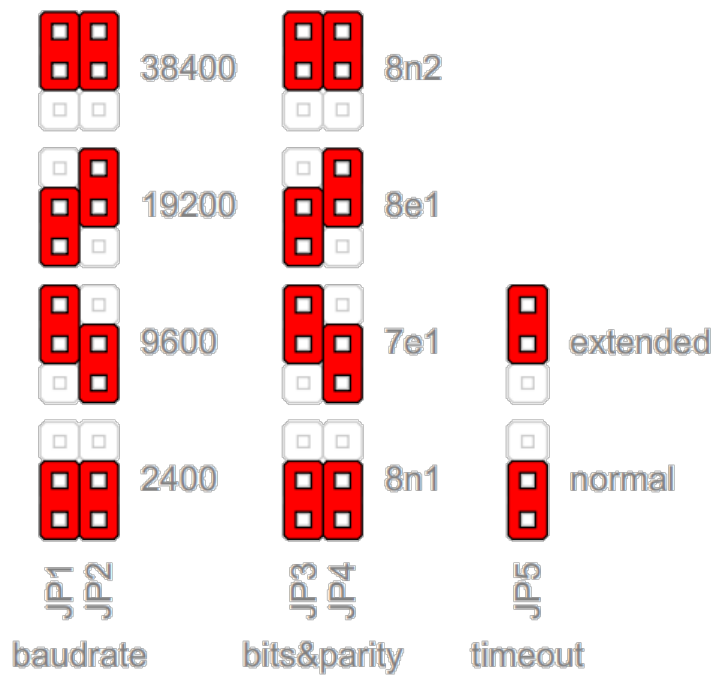 38400 8n2
19200 8e1
9600 7e1 extended
2400 8n1 normal
JP1 JP2 JP3 JP4 JP5
baudrate bits&parity timeout